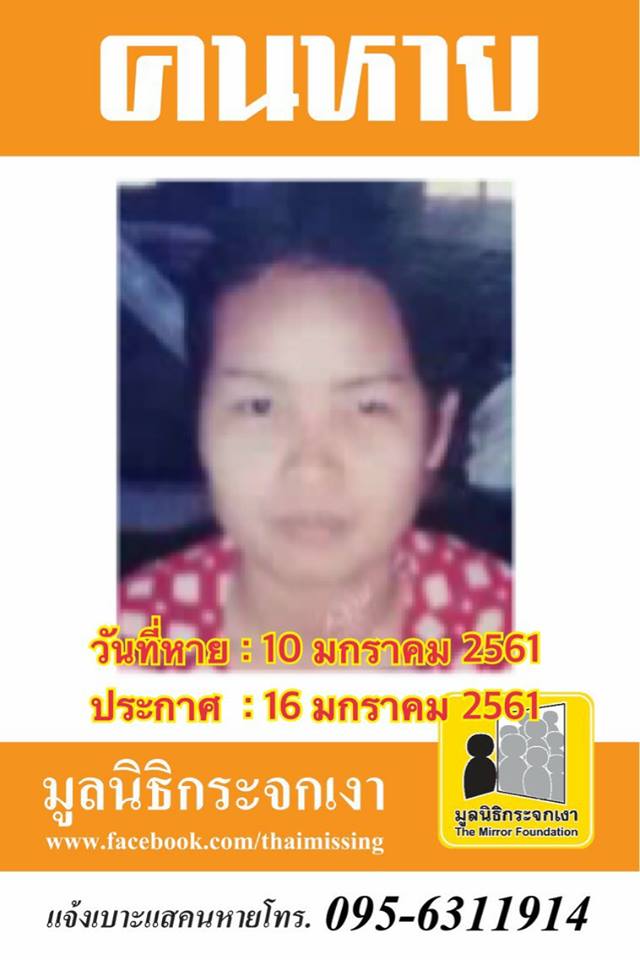 คนหาย
วันที่หาย : 10 มกราคม 2561
ประกาศ : 16 มกราคม 2561
มูลนิธิกระจกเงา
www.facebook.com/thaimissing
มูลนิธิกระจกเงา
The Mirror Foundation
แจ้งเบาะแสคนหายโทร. 095-6311914